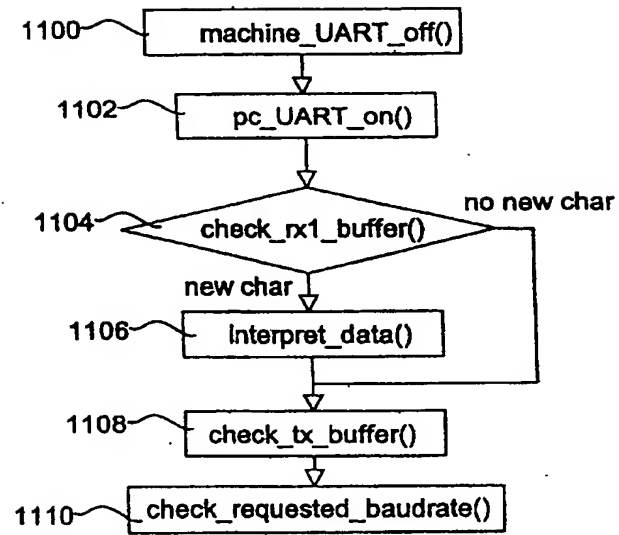 1100 machine_UART_off()
1102 pc_UART_on()
no new char
1104 check_rx1_buffer()
new char
1106 interpret_data()
1108 check_tx_buffer()
1110 check_requested_baudrate()